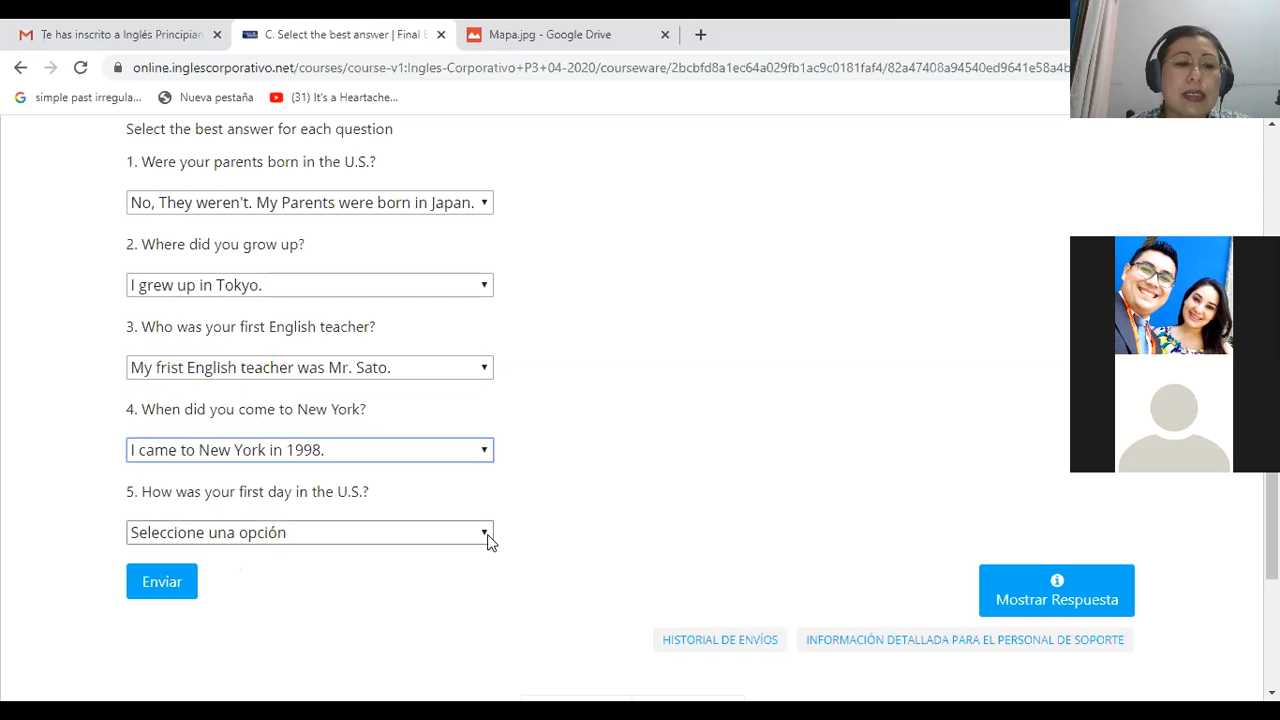 Te has inscrito a Inglés Principian
C. Select the best answer | Final E
Mapa.jpg - Google Drive
online.inglescorporativo.net/courses/course-v1:Ingles-Corporativo+P3+04-2020/courseware/2bcbfd8a1ec64a029fb1ac9c0181faf4/82a47408a94540ed9641e58a4b
simple past irregula...
Nueva pestaña
(31) It's a Heartache...
Select the best answer for each question
1. Were your parents born in the U.S.?
No, They weren't. My Parents were born in Japan.
2. Where did you grow up?
I grew up in Tokyo.
3. Who was your first English teacher?
My frist English teacher was Mr. Sato.
4. When did you come to New York?
I came to New York in 1998.
5. How was your first day in the U.S.?
Seleccione una opción
Enviar
Mostrar Respuesta
HISTORIAL DE ENVÍOS
INFORMACIÓN DETALLADA PARA EL PERSONAL DE SOPORTE